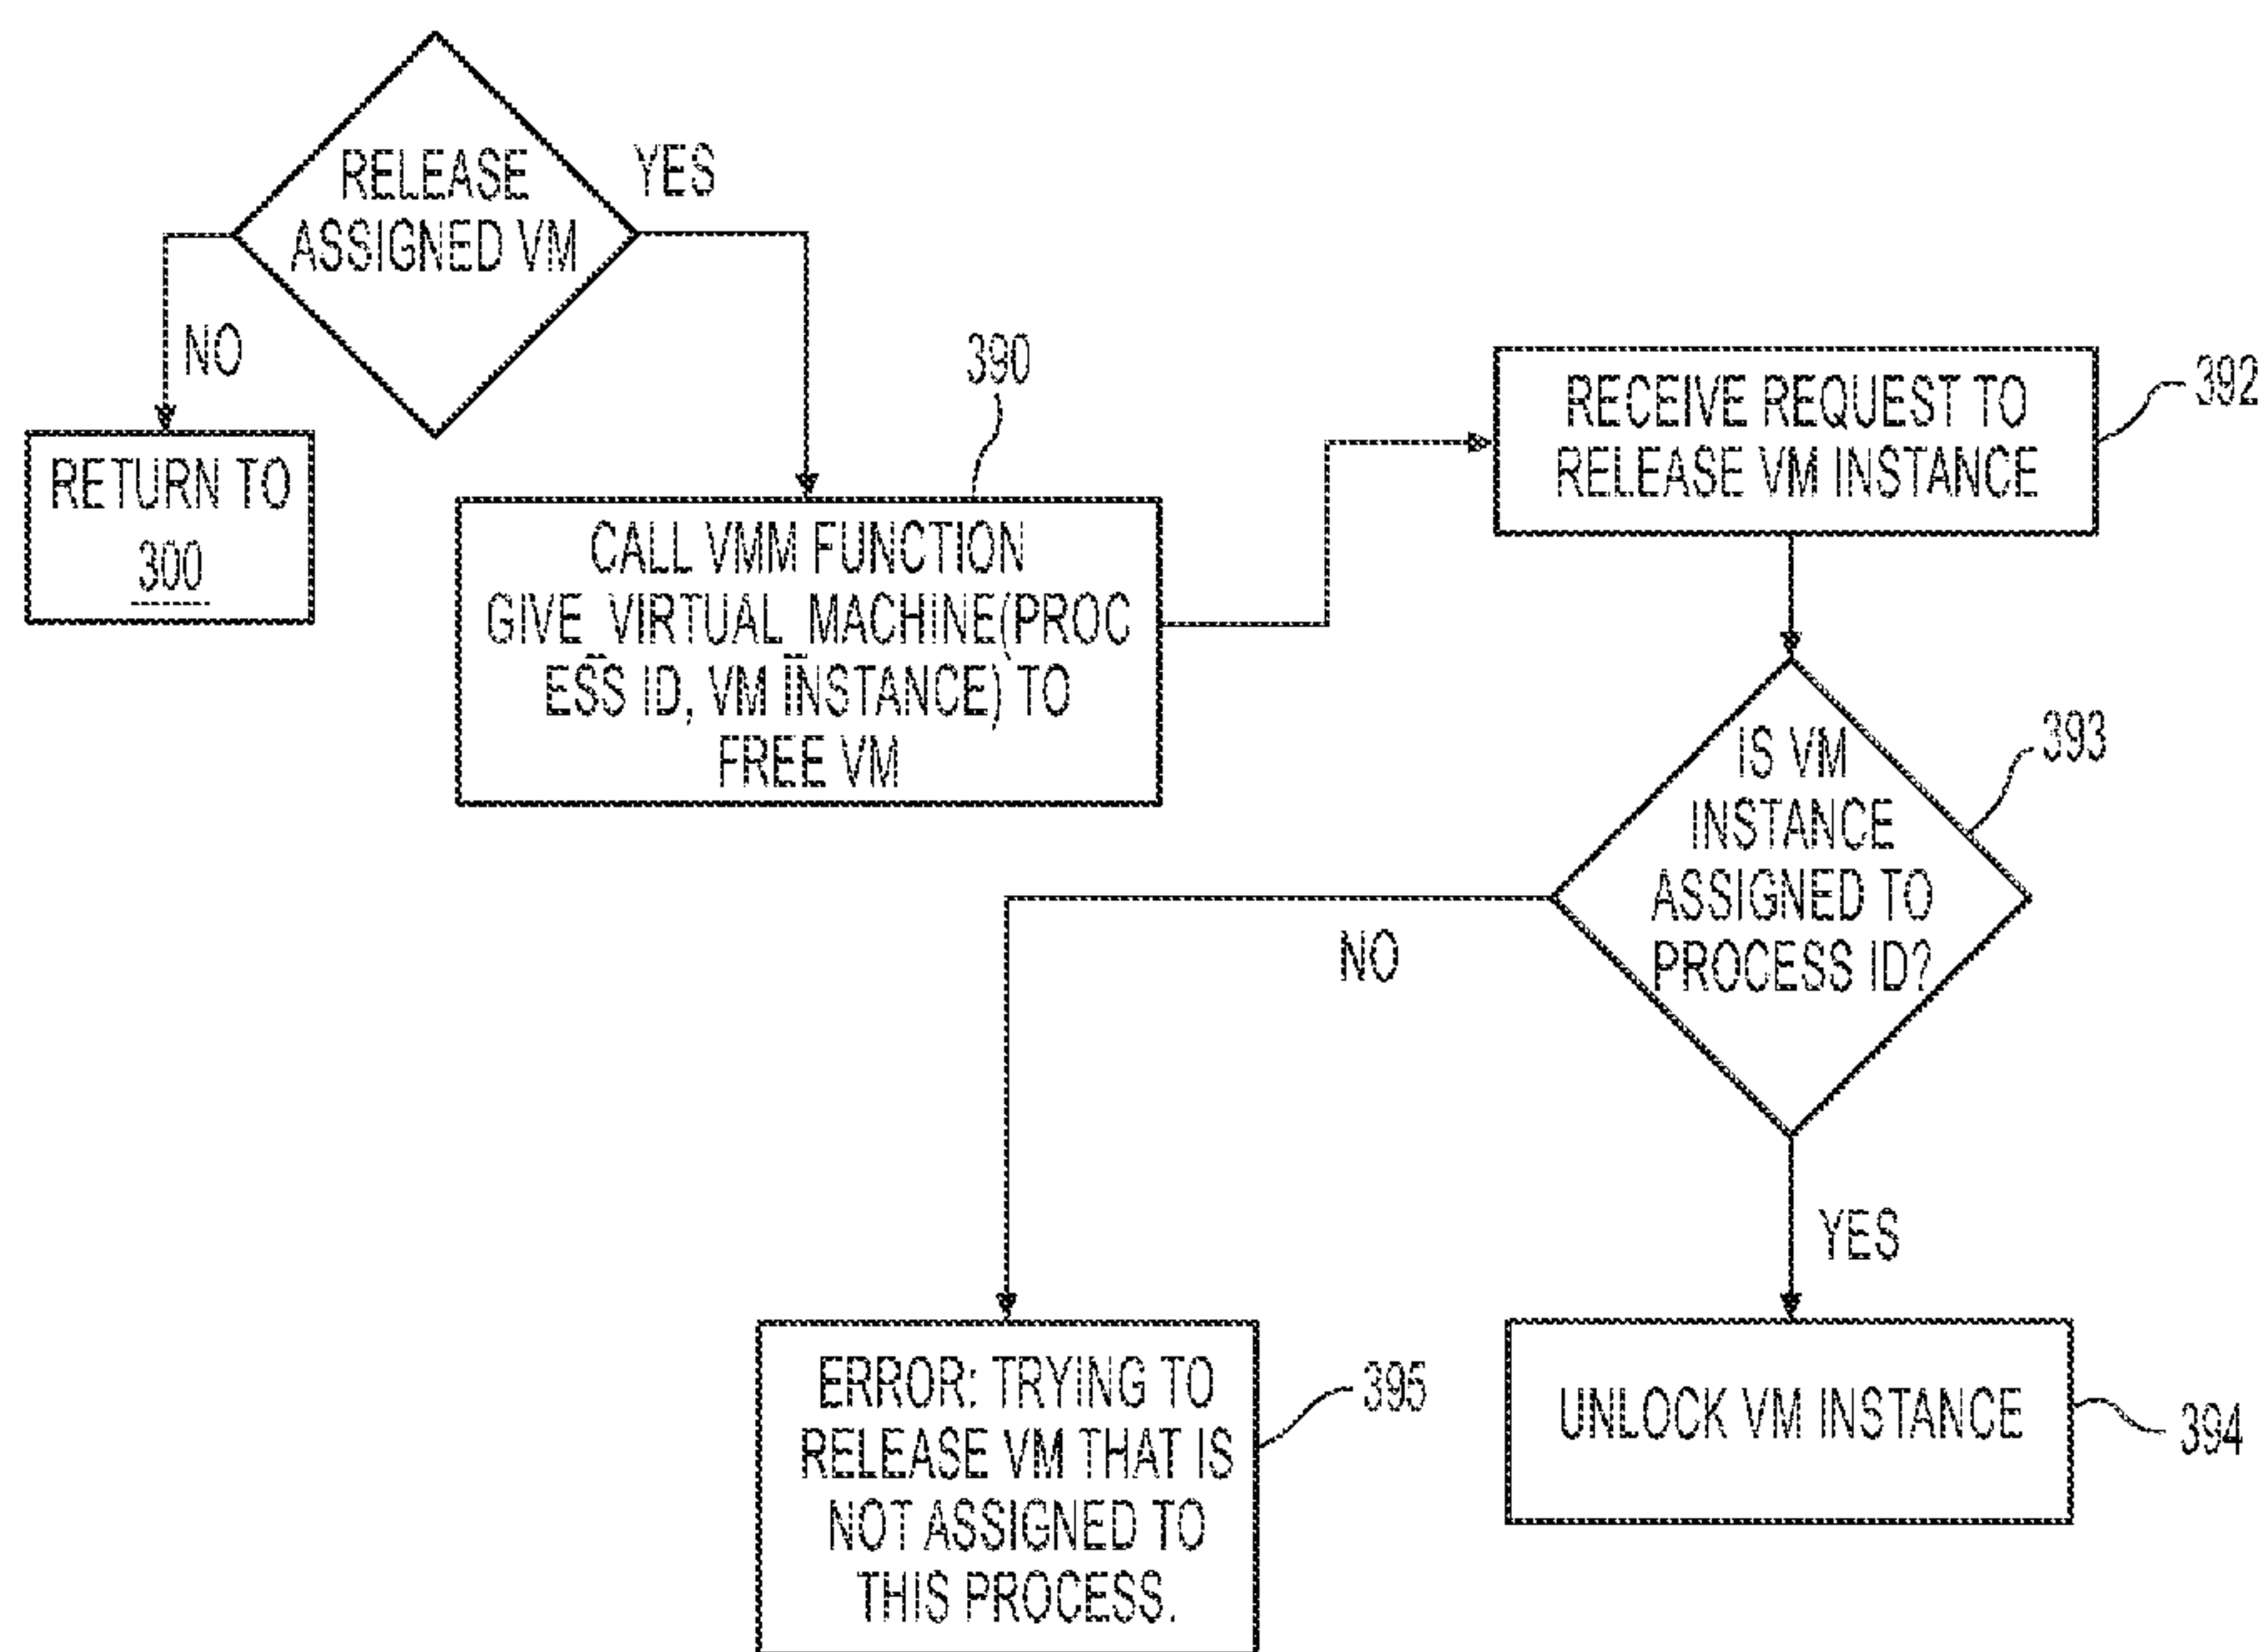 RELEASE
ASSIGNED VM
YES
NO
RETURN TO
300
390
CALL VMM FUNCTION
GIVE_VIRTUAL_MACHINE(PROC
ESS ID, VM INSTANCE) TO
FREE VM
RECEIVE REQUEST TO
RELEASE VM INSTANCE
392
IS VM
INSTANCE
ASSIGNED TO
PROCESS ID?
393
NO
YES
ERROR: TRYING TO
RELEASE VM THAT IS
NOT ASSIGNED TO
THIS PROCESS.
395
UNLOCK VM INSTANCE
394